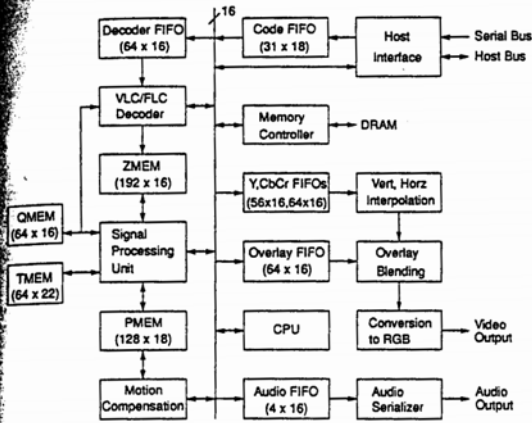 16
Decoder FIFO
(64 x 16)
Code FIFO
(31 x 18)
Host
Interface
Serial Bus
Host Bus
VLC/FLC
Decoder
Memory
Controller
DRAM
ZMEM
(192 x 16)
Y,CbCr FIFOs
(56x16,64x16)
Vert, Horz
Interpolation
QMEM
(64 x 16)
Signal
Processing
Unit
Overlay FIFO
(64 x 16)
Overlay
Blending
TMEM
(64 x 22)
PMEM
(128 x 18)
CPU
Conversion
to RGB
Video
Output
Motion
Compensation
Audio FIFO
(4 x 16)
Audio
Serializer
Audio
Output